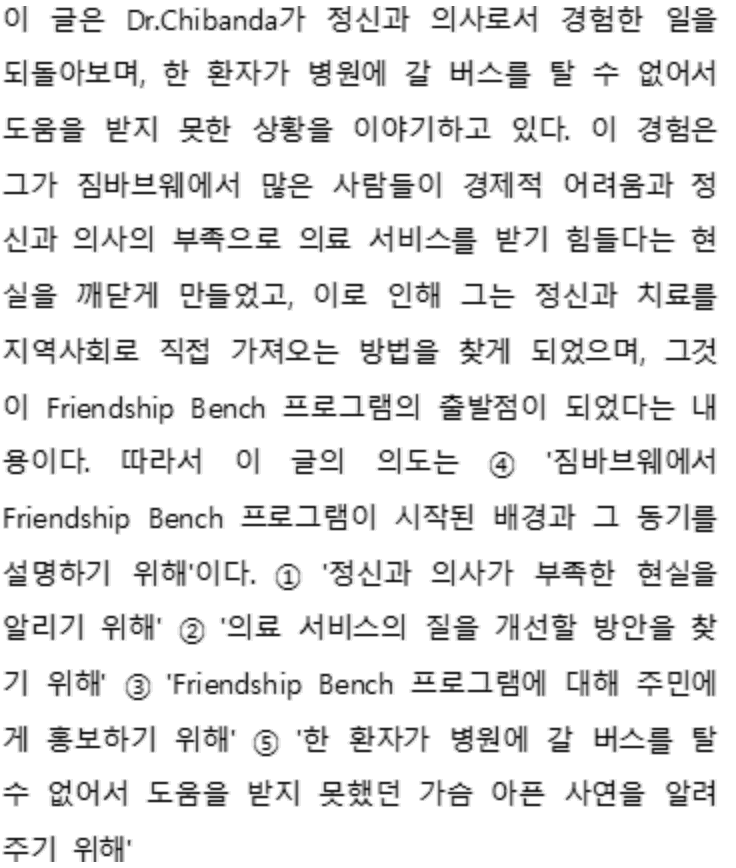 이 글은 Dr.Chibanda가 정신과 의사로서 경험한 일을
되돌아보며, 한 환자가 병원에 갈 버스를 탈 수 없어서
도움을 받지 못한 상황을 이야기하고 있다. 이 경험은
그가 짐바브웨에서 많은 사람들이 경제적 어려움과 정
신과 의사의 부족으로 의료 서비스를 받기 힘들다는 현
실을 깨닫게 만들었고, 이로 인해 그는 정신과 치료를
지역사회로 직접 가져오는 방법을 찾게 되었으며, 그것
이 Friendship Bench 프로그램의 출발점이 되었다는 내
용이다. 따라서 이 글의 의도는 ④ '짐바브웨에서
Friendship Bench 프로그램이 시작된 배경과 그 동기를
설명하기 위해'이다. ① '정신과 의사가 부족한 현실을
알리기 위해' ② '의료 서비스의 질을 개선할 방안을 찾
기 위해' ③ 'Friendship Bench 프로그램에 대해 주민에
게 홍보하기 위해' ⑤ '한 환자가 병원에 갈 버스를 탈
수 없어서 도움을 받지 못했던 가슴 아픈 사연을 알려
주기 위해'